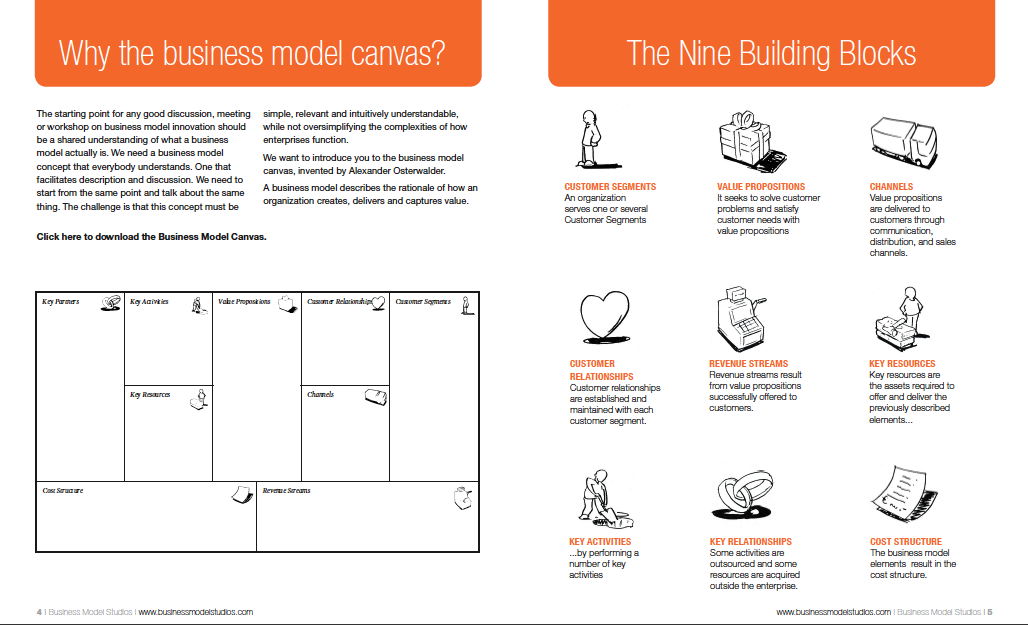 Why the business model canvas?
The starting point for any good discussion, meeting
or workshop on business model innovation should
be a shared understanding of what a business
model actually is. We need a business model
concept that everybody understands. One that
facilitates description and discussion. We need to
start from the same point and talk about the same
thing. The challenge is that this concept must be
simple, relevant and intuitively understandable,
while not oversimplifying the complexities of how
enterprises function.
We want to introduce you to the business model
canvas, invented by Alexander Osterwalder.
A business model describes the rationale of how an
organization creates, delivers and captures value.
Click here to download the Business Model Canvas.
Key Partners
Key Activities
Value Propositions
Customer Relationships
Customer Segments
Key Resources
Channels
Cost Structure
Revenue Streams
4 | Business Model Studios | www.businessmodelstudios.com
The Nine Building Blocks
CUSTOMER SEGMENTS
An organization
serves one or several
Customer Segments
VALUE PROPOSITIONS
It seeks to solve customer
problems and satisfy
customer needs with
value propositions
CHANNELS
Value propositions
are delivered to
customers through
communication,
distribution, and sales
channels.
CUSTOMER
RELATIONSHIPS
Customer relationships
are established and
maintained with each
customer segment.
REVENUE STREAMS
Revenue streams result
from value propositions
successfully offered to
customers.
KEY RESOURCES
Key resources are
the assets required to
offer and deliver the
previously described
elements...
KEY ACTIVITIES
...by performing a
number of key
activities
KEY RELATIONSHIPS
Some activities are
outsourced and some
resources are acquired
outside the enterprise.
COST STRUCTURE
The business model
elements result in the
cost structure.
www.businessmodelstudios.com | Business Model Studios | 5